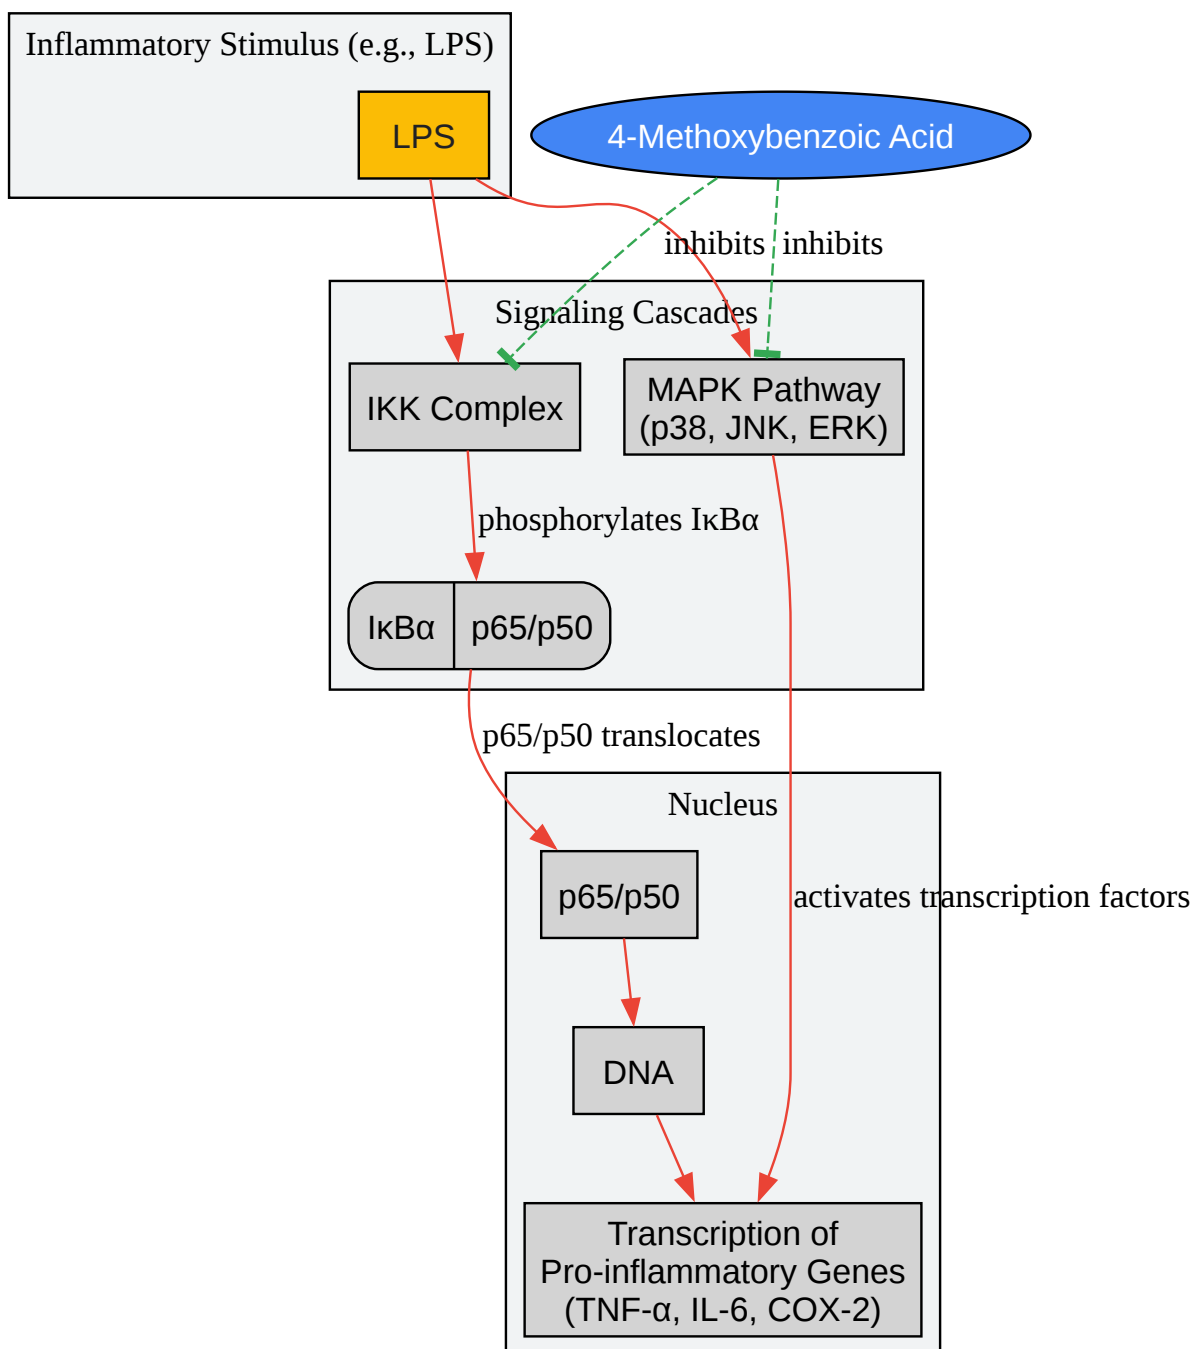 Inflammatory Stimulus (e.g., LPS)
LPS
4-Methoxybenzoic Acid
inhibits
inhibits
Signaling Cascades
IKK Complex
MAPK Pathway
(p38, JNK, ERK)
phosphorylates IκBα
IκBα
p65/p50
p65/p50 translocates
Nucleus
p65/p50
activates transcription factors
DNA
Transcription of
Pro-inflammatory Genes
(TNF-α, IL-6, COX-2)